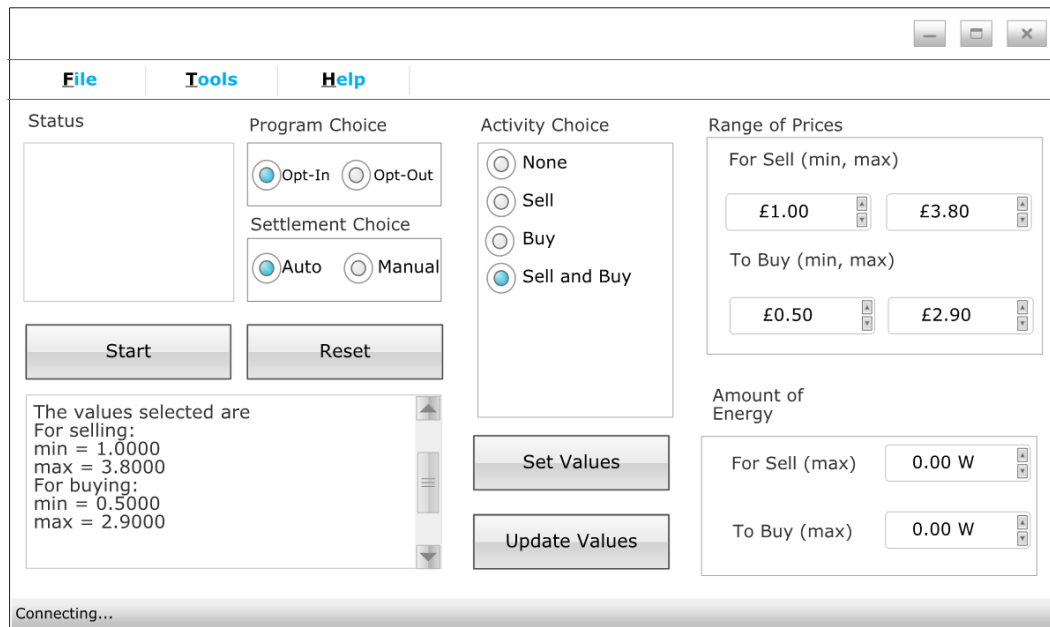 File Tools Help
Status
Program Choice
Opt-In Opt-Out
Settlement Choice
Auto Manual
Activity Choice
None
Sell
Buy
Sell and Buy
Range of Prices
For Sell (min, max)
£1.00 £3.80
To Buy (min, max)
£0.50 £2.90
Start Reset
The values selected are
For selling:
min = 1.0000
max = 3.8000
For buying:
min = 0.5000
max = 2.9000
Set Values
Update Values
Amount of
Energy
For Sell (max) 0.00 W
To Buy (max) 0.00 W
Connecting...